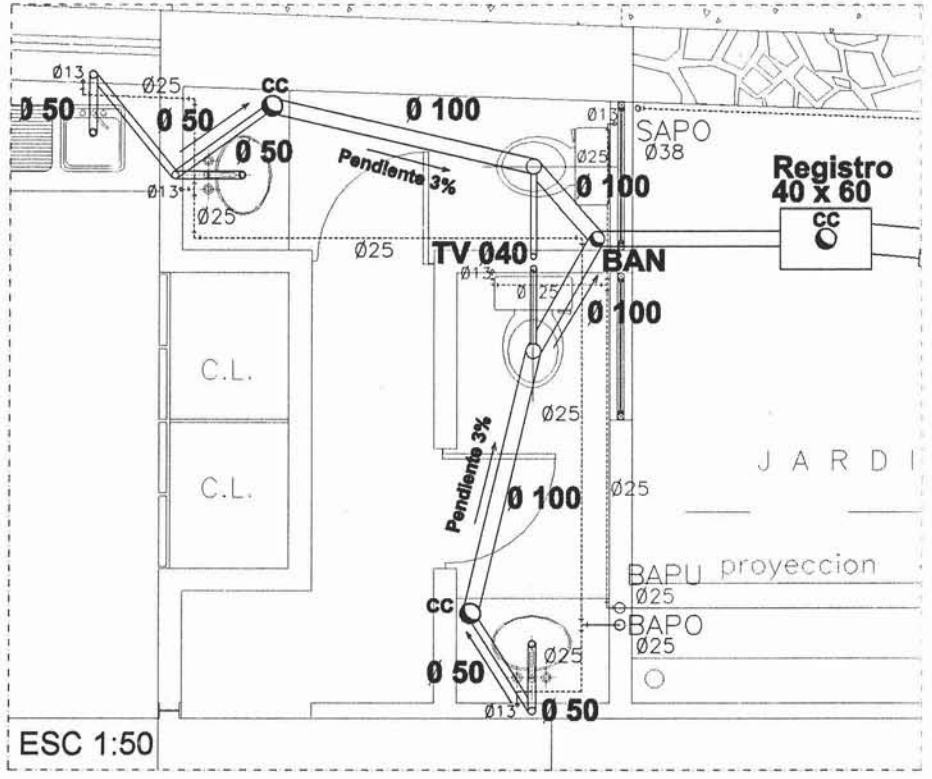 Ø13
Ø25
CC
Ø 50
Ø 50
Ø 100
Ø13
SAPO
Ø38
Ø 50
Pendiente 3%
Ø25
Ø 100
Registro
40 x 60
CC
Ø13
Ø25
Ø25
TV Ø40
BAN
Ø13
Ø 25
Ø 100
C.L.
Ø25
Pendiente 3%
JARDI
C.L.
Ø 100
Ø25
BAPU
Ø25
proyeccion
CC
BAPO
Ø25
Ø25
Ø 50
Ø13
Ø 50
ESC 1:50